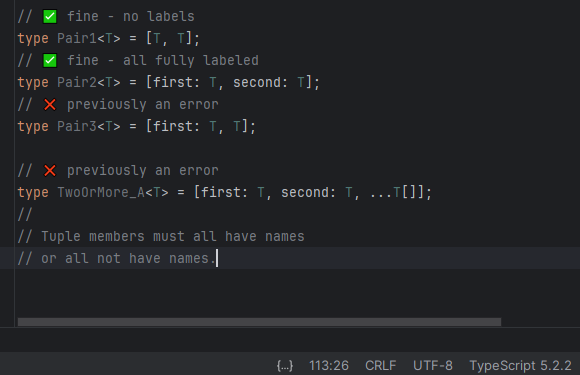 // ✅ fine - no labels
type Pair1<T> = [T, T];
// ✅ fine - all fully labeled
type Pair2<T> = [first: T, second: T];
// ❌ previously an error
type Pair3<T> = [first: T, T];
// ❌ previously an error
type TwoOrMore_A<T> = [first: T, second: T, ...T[]];
//
// Tuple members must all have names
// or all not have names.
{...} 113:26 CRLF UTF-8 TypeScript 5.2.2